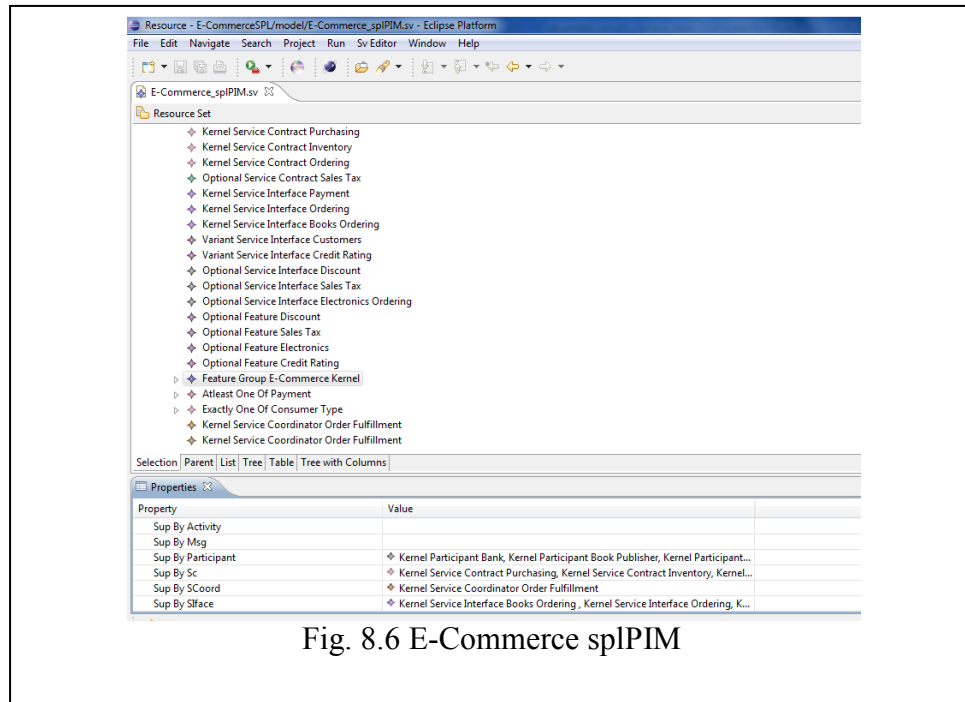 Resource - E-CommerceSPL/model/E-Commerce_splPIM.sv - Eclipse Platform
File Edit Navigate Search Project Run Sv Editor Window Help
E-Commerce_splPIM.sv
Resource Set
Kernel Service Contract Purchasing
Kernel Service Contract Inventory
Kernel Service Contract Ordering
Optional Service Contract Sales Tax
Kernel Service Interface Payment
Kernel Service Interface Ordering
Kernel Service Interface Books Ordering
Variant Service Interface Customers
Variant Service Interface Credit Rating
Optional Service Interface Discount
Optional Service Interface Sales Tax
Optional Service Interface Electronics Ordering
Optional Feature Discount
Optional Feature Sales Tax
Optional Feature Electronics
Optional Feature Credit Rating
Feature Group E-Commerce Kernel
Atleast One Of Payment
Exactly One Of Consumer Type
Kernel Service Coordinator Order Fulfillment
Kernel Service Coordinator Order Fulfillment
Selection Parent List Tree Table Tree with Columns
Properties
Property Value
Sup By Activity
Sup By Msg
Sup By Participant Kernel Participant Bank, Kernel Participant Book Publisher, Kernel Participant...
Sup By Sc Kernel Service Contract Purchasing, Kernel Service Contract Inventory, Kernel...
Sup By SCoord Kernel Service Coordinator Order Fulfillment
Sup By SIface Kernel Service Interface Books Ordering , Kernel Service Interface Ordering, K...
Fig. 8.6 E-Commerce splPIM